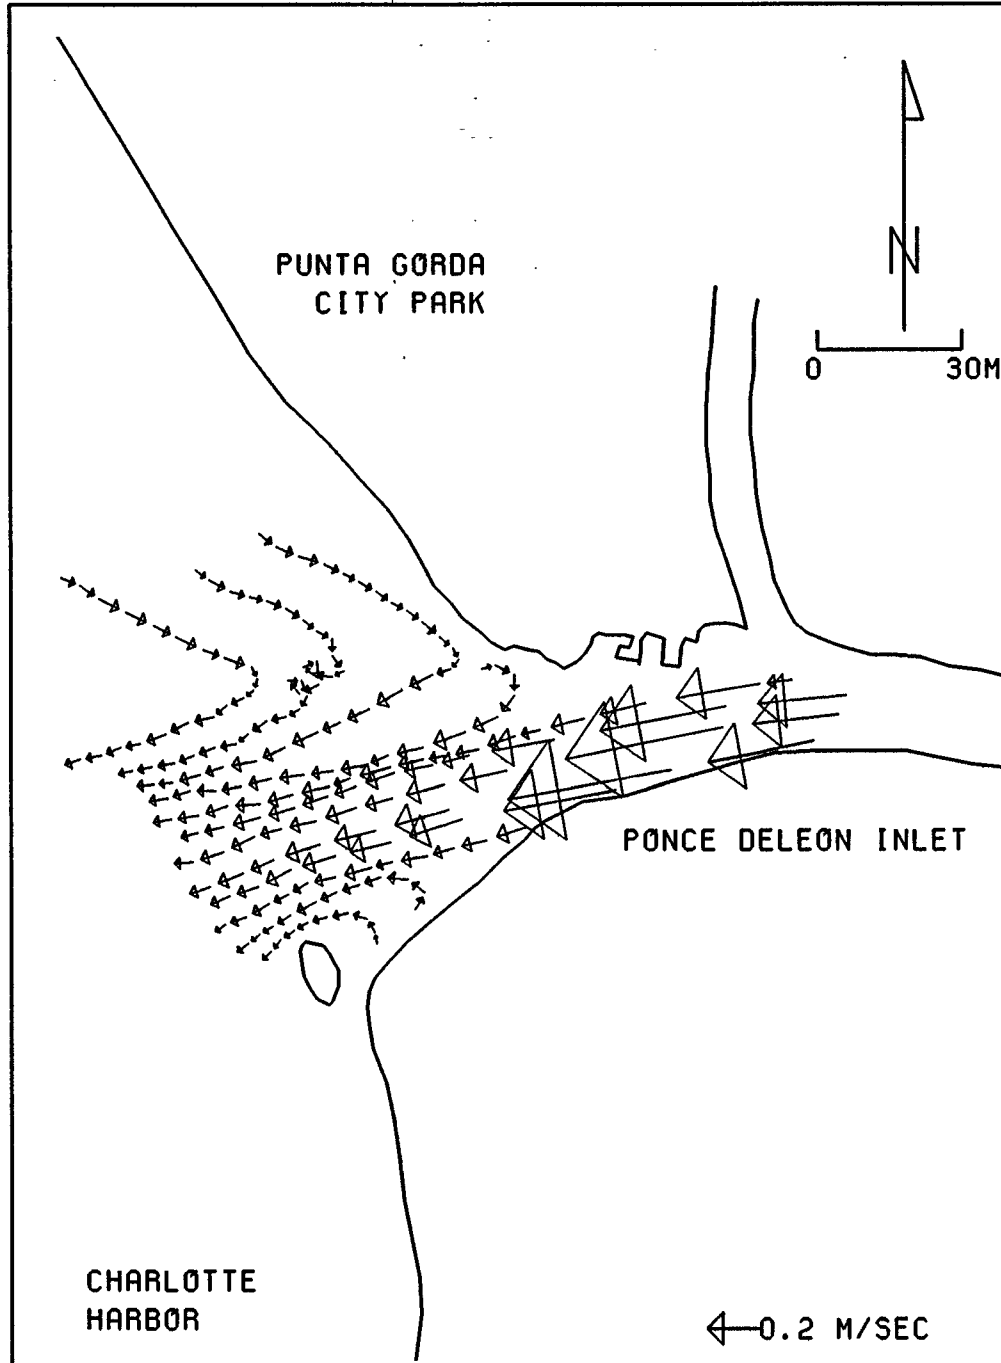 PUNTA GORDA
CITY PARK
N
0 30M
PONCE DELEON INLET
CHARLOTTE
HARBOR
0.2 M/SEC